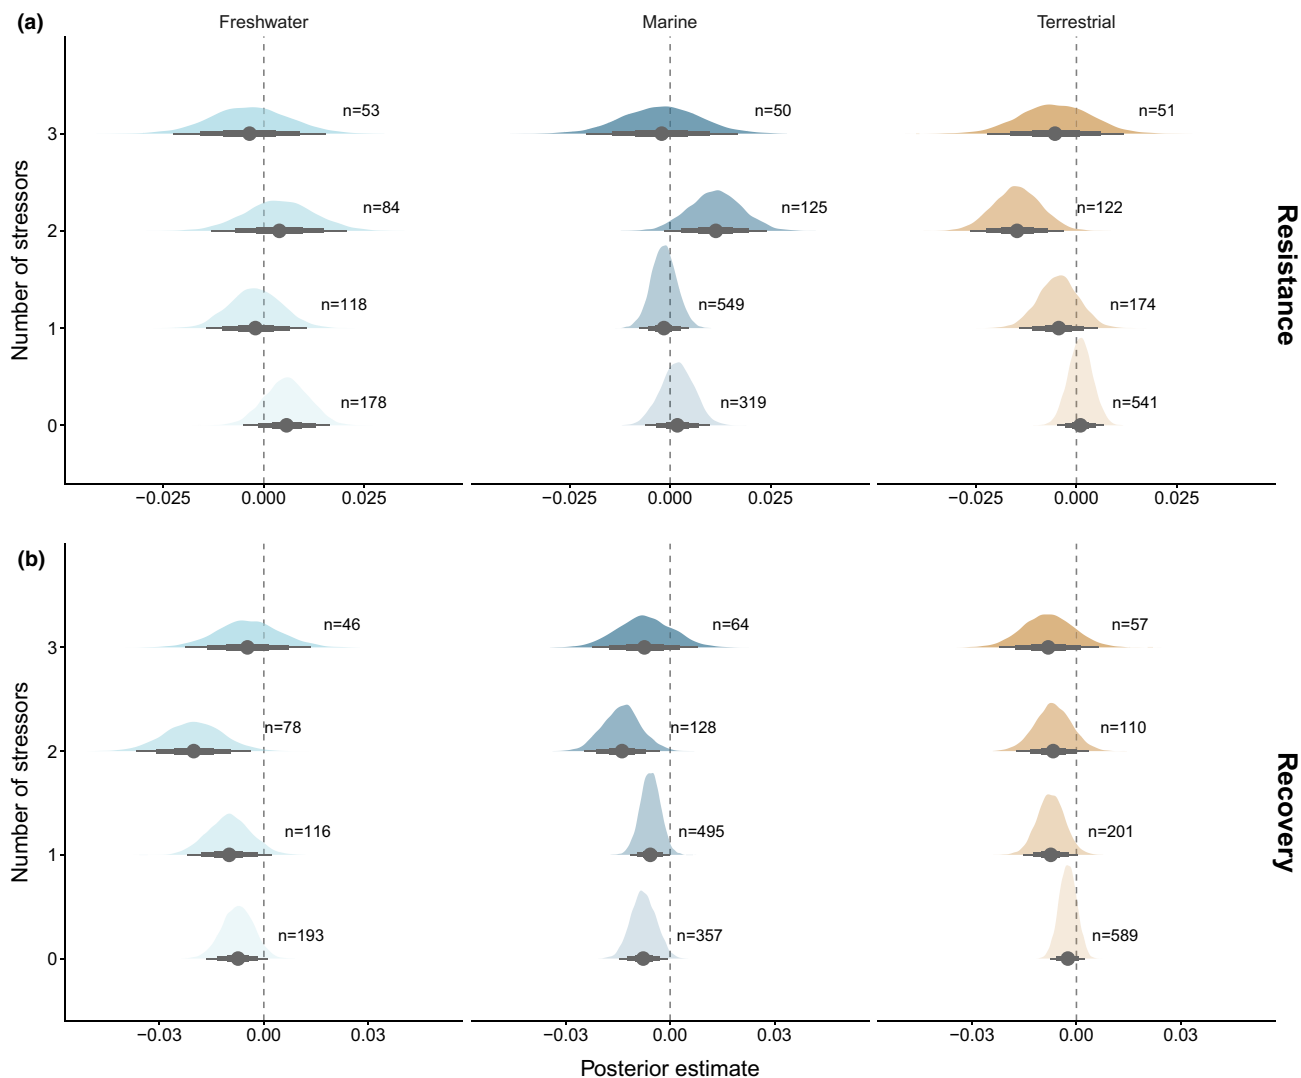 (a)
Freshwater Marine Terrestrial
n=53 n=50 n=51
3
n=84 n=125 n=122
2
n=118 n=549 n=174
1
n=178 n=319 n=541
0
Number of stressors
Resistance
−0.025 0.000 0.025 −0.025 0.000 0.025 −0.025 0.000 0.025
(b)
n=46 n=64 n=57
3
n=78 n=128 n=110
2
n=116 n=495 n=201
1
n=193 n=357 n=589
0
Number of stressors
Recovery
−0.03 0.00 0.03 −0.03 0.00 0.03 −0.03 0.00 0.03
Posterior estimate